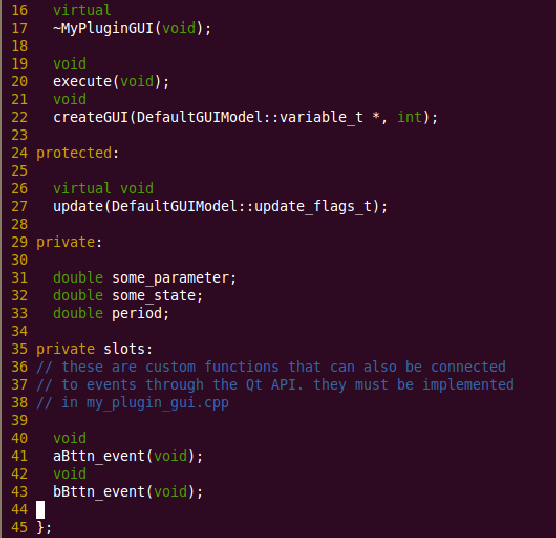 16   virtual
17   ~MyPluginGUI(void);
18
19   void
20   execute(void);
21   void
22   createGUI(DefaultGUIModel::variable_t *, int);
23
24 protected:
25
26   virtual void
27   update(DefaultGUIModel::update_flags_t);
28
29 private:
30
31   double some_parameter;
32   double some_state;
33   double period;
34
35 private slots:
36 // these are custom functions that can also be connected
37 // to events through the Qt API. they must be implemented
38 // in my_plugin_gui.cpp
39
40   void
41   aBttn_event(void);
42   void
43   bBttn_event(void);
44
45 };